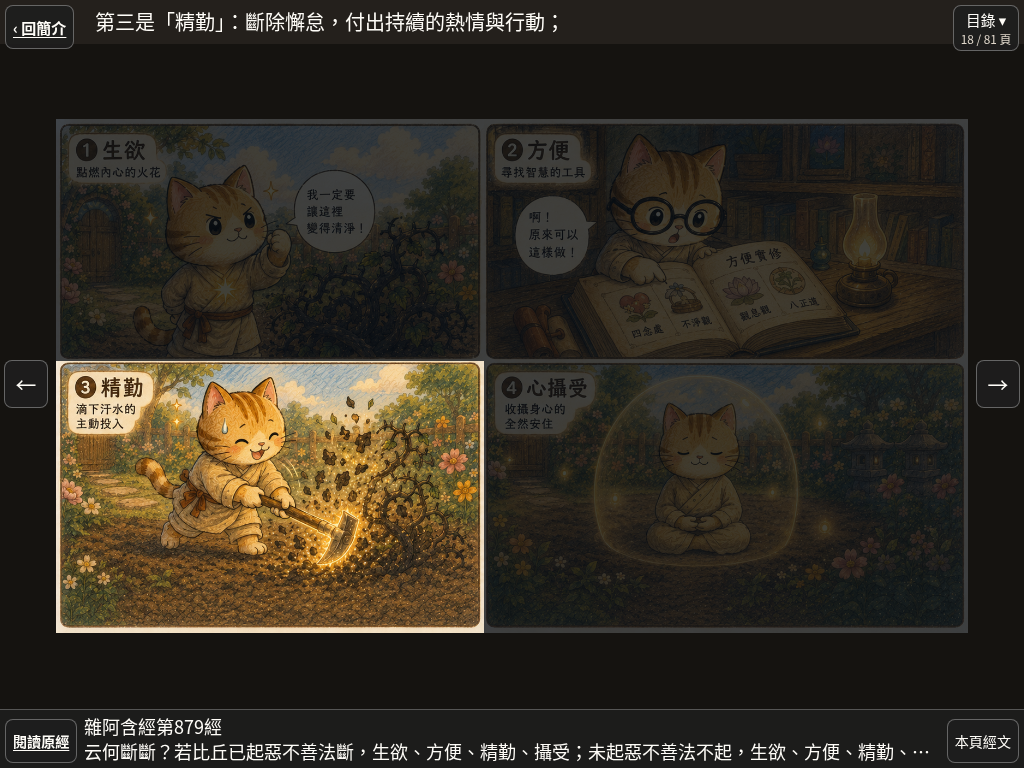 ‹ 回簡介
第三是「精勤」：斷除懈怠，付出持續的熱情與行動；
目錄 ▾
18 / 81 頁
1 生欲
點燃內心的火花
我一定要
讓這裡
變得清淨！
2 方便
尋找智慧的工具
啊！
原來可以
這樣做！
方便實修
四念處
不淨觀
觀息觀
八正道
3 精勤
滴下汗水的
主動投入
4 心攝受
收攝身心的
全然安住
←
→
閱讀原經
雜阿含經第879經
云何斷斷？若比丘已起惡不善法斷，生欲、方便、精勤、攝受；未起惡不善法不起，生欲、方便、精勤、…
本頁經文